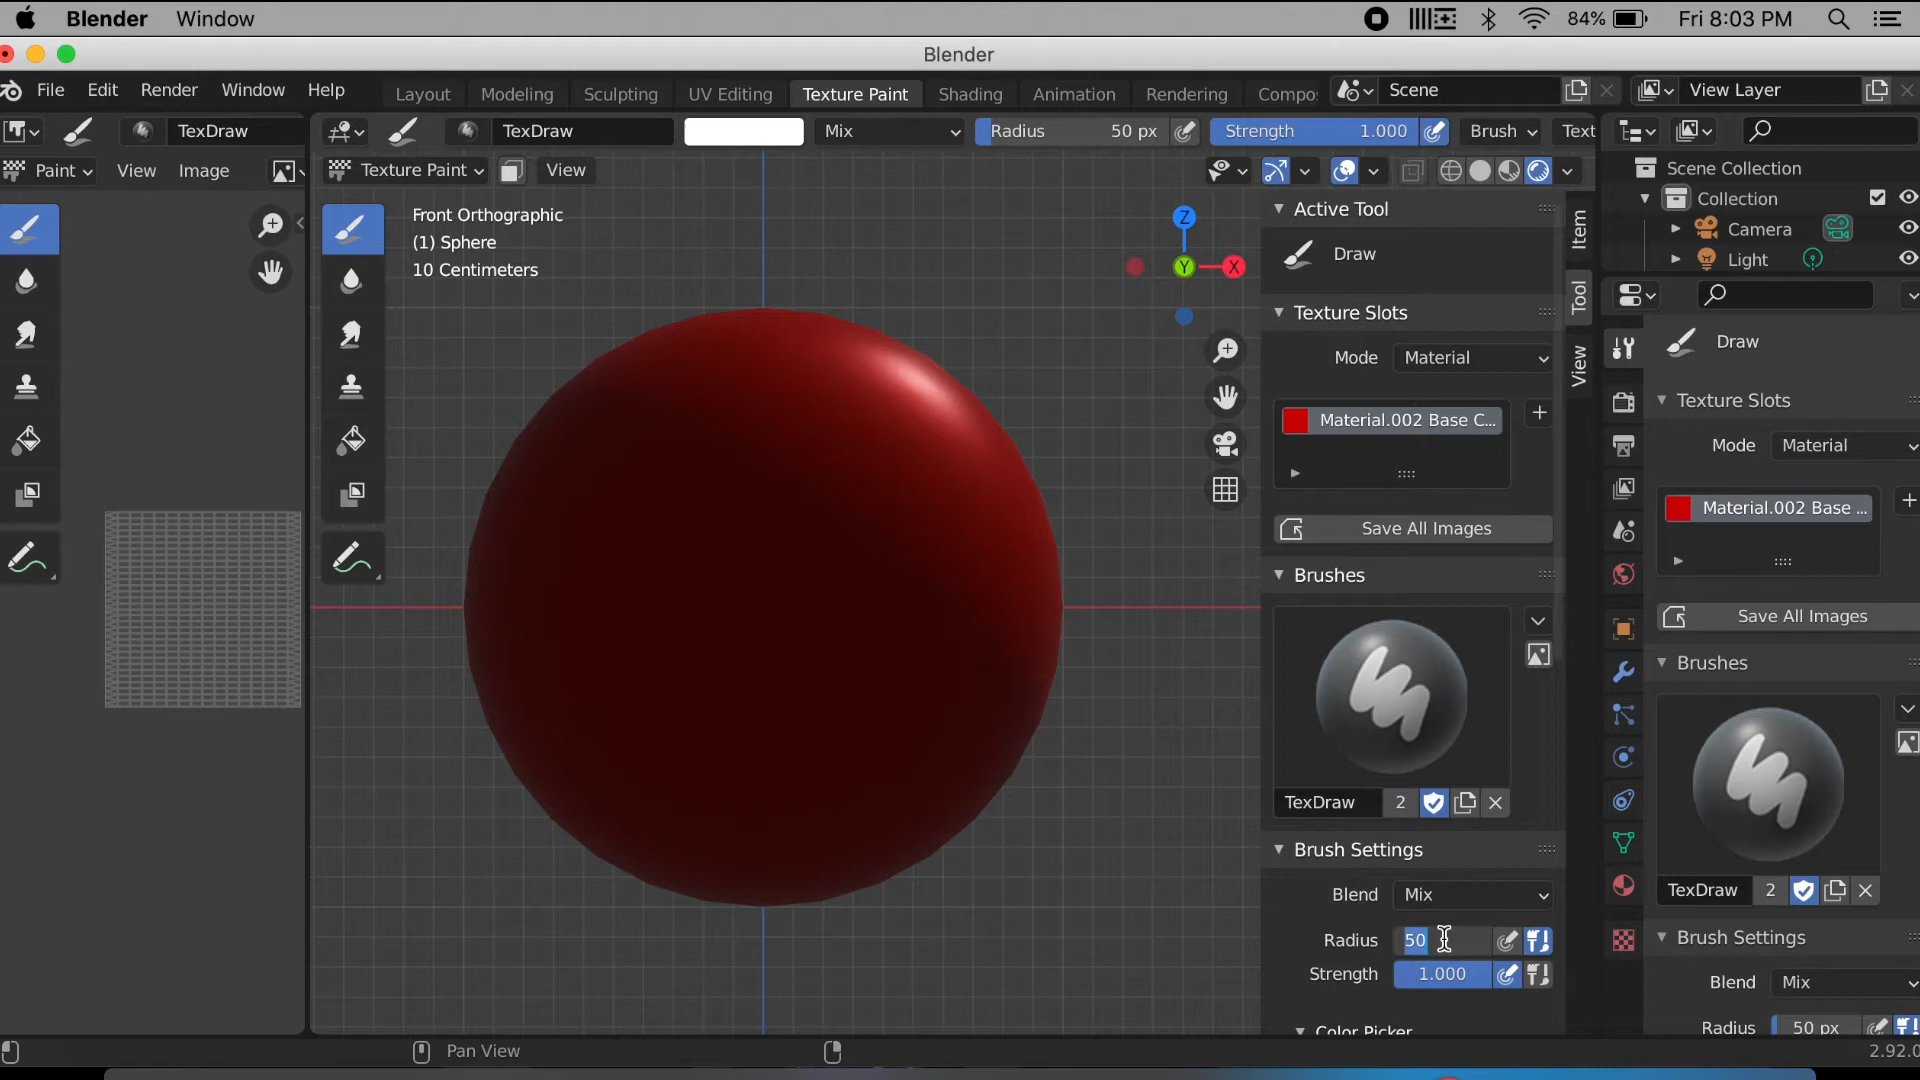 Blender Window 84% Fri 8:03 PM
Blender
File Edit Render Window Help Layout Modeling Sculpting UV Editing Texture Paint Shading Animation Rendering Compo Scene View Layer
TexDraw TexDraw Mix Radius 50 px Strength 1.000 Brush Text
Paint View Image Texture Paint View
Front Orthographic
(1) Sphere
10 Centimeters
Z
Y
X
Active Tool
Draw
Texture Slots
Mode Material
Material.002 Base C...
Save All Images
Brushes
TexDraw 2
Brush Settings
Blend Mix
Radius 50
Strength 1.000
Color Picker
Item
Tool
View
Scene Collection
Collection
Camera
Light
Draw
Texture Slots
Mode Material
Material.002 Base ...
Save All Images
Brushes
TexDraw 2
Brush Settings
Blend Mix
Radius 50 px
Pan View
2.92.0